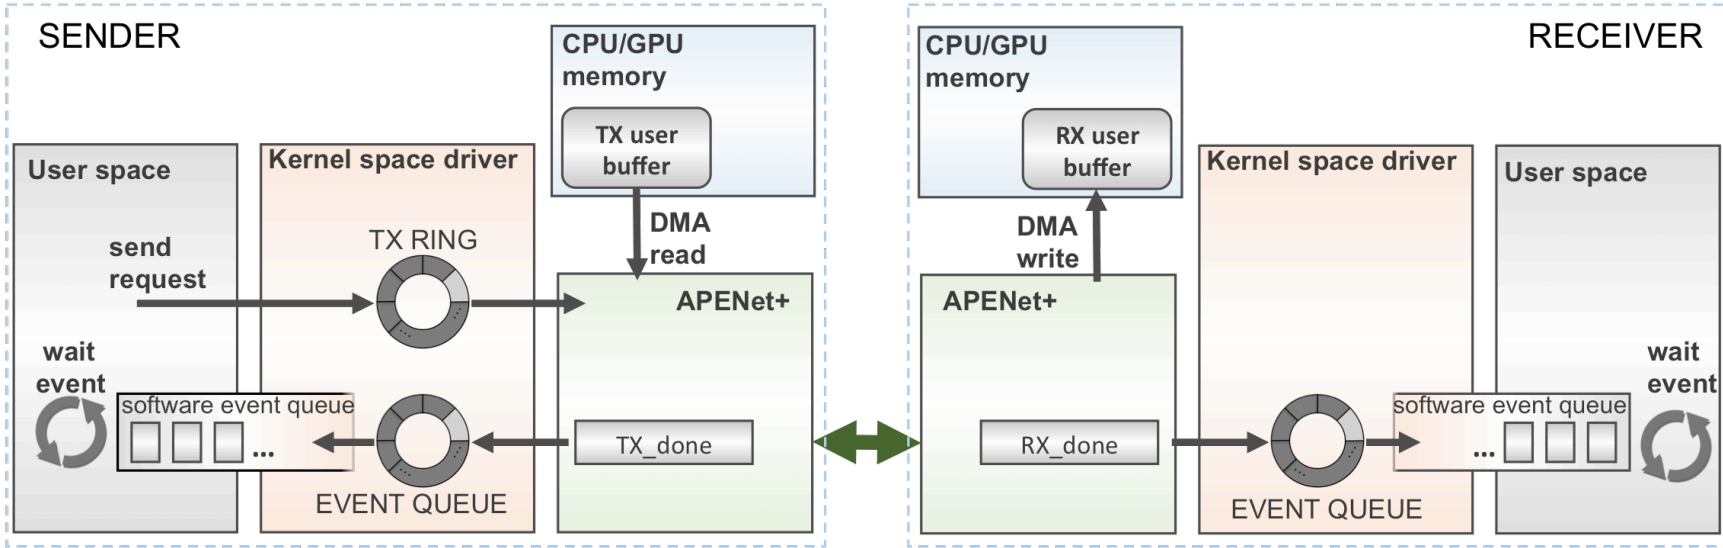 SENDER
CPU/GPU
memory
TX user
buffer
User space
Kernel space driver
DMA
read
send
request
TX RING
APENet+
wait
event
software event queue
...
TX_done
EVENT QUEUE
RECEIVER
CPU/GPU
memory
RX user
buffer
Kernel space driver
User space
DMA
write
APENet+
wait
event
software event queue
...
RX_done
EVENT QUEUE